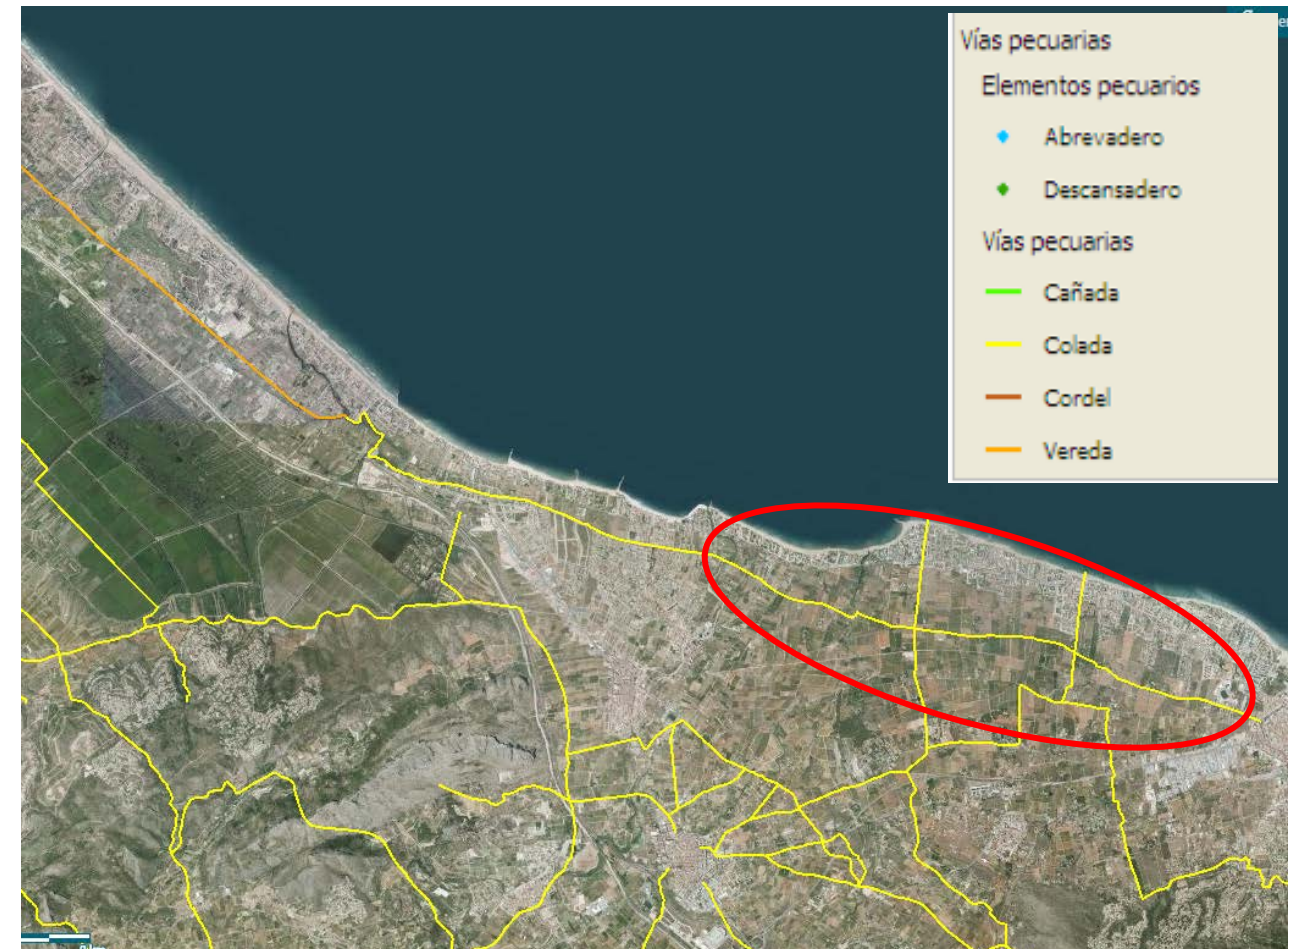 Vías pecuarias
Elementos pecuarios
Abrevadero
Descansadero
Vías pecuarias
Cañada
Colada
Cordel
Vereda